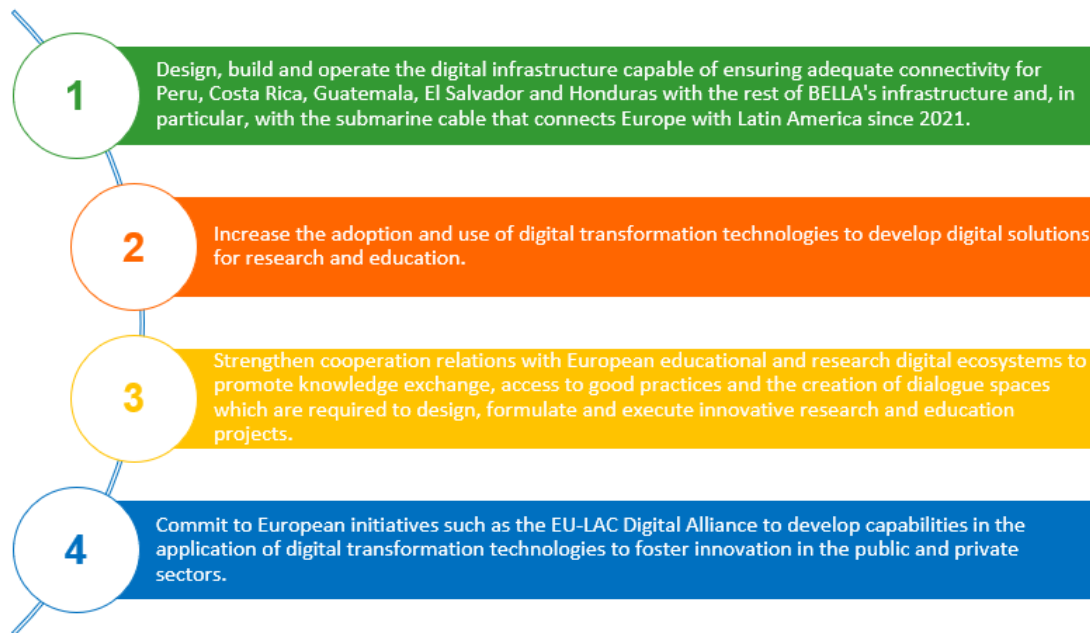 1
Design, build and operate the digital infrastructure capable of ensuring adequate connectivity for
Peru, Costa Rica, Guatemala, El Salvador and Honduras with the rest of BELLA's infrastructure and, in
particular, with the submarine cable that connects Europe with Latin America since 2021.
2
Increase the adoption and use of digital transformation technologies to develop digital solutions
for research and education.
3
Strengthen cooperation relations with European educational and research digital ecosystems to
promote knowledge exchange, access to good practices and the creation of dialogue spaces
which are required to design, formulate and execute innovative research and education
projects.
4
Commit to European initiatives such as the EU-LAC Digital Alliance to develop capabilities in the
application of digital transformation technologies to foster innovation in the public and private
sectors.